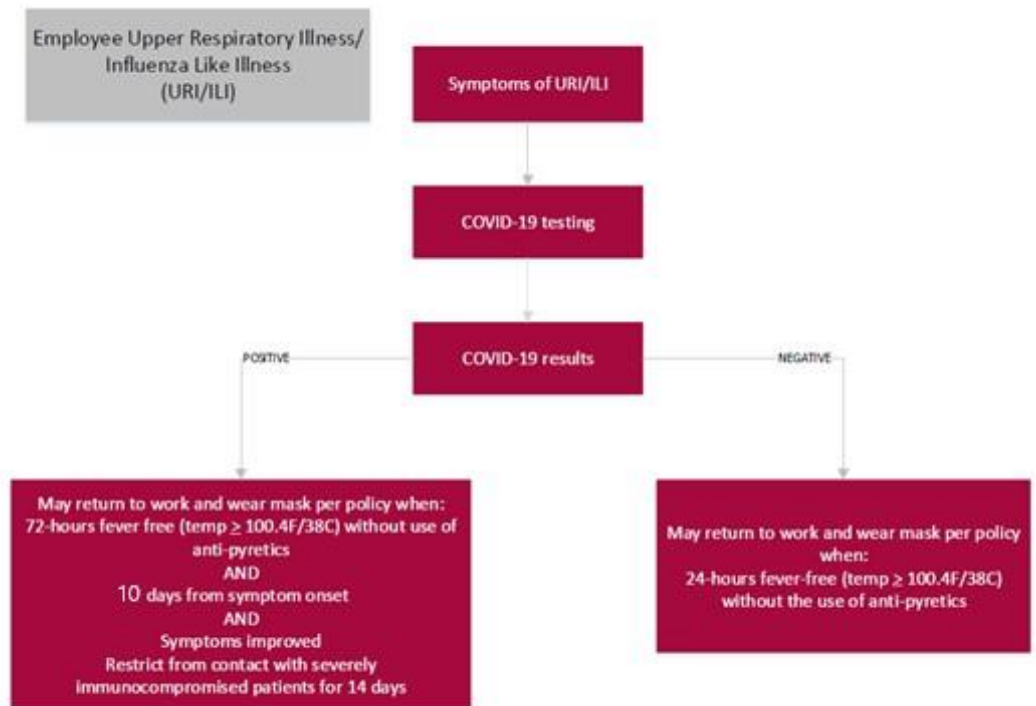 Employee Upper Respiratory Illness/
Influenza Like Illness
(URI/ILI)
Symptoms of URI/ILI
COVID-19 testing
COVID-19 results
POSITIVE
NEGATIVE
May return to work and wear mask per policy when:
72-hours fever free (temp ≥ 100.4F/38C) without use of
anti-pyretics
AND
10 days from symptom onset
AND
Symptoms improved
Restrict from contact with severely
immunocompromised patients for 14 days
May return to work and wear mask per policy
when:
24-hours fever-free (temp ≥ 100.4F/38C)
without the use of anti-pyretics